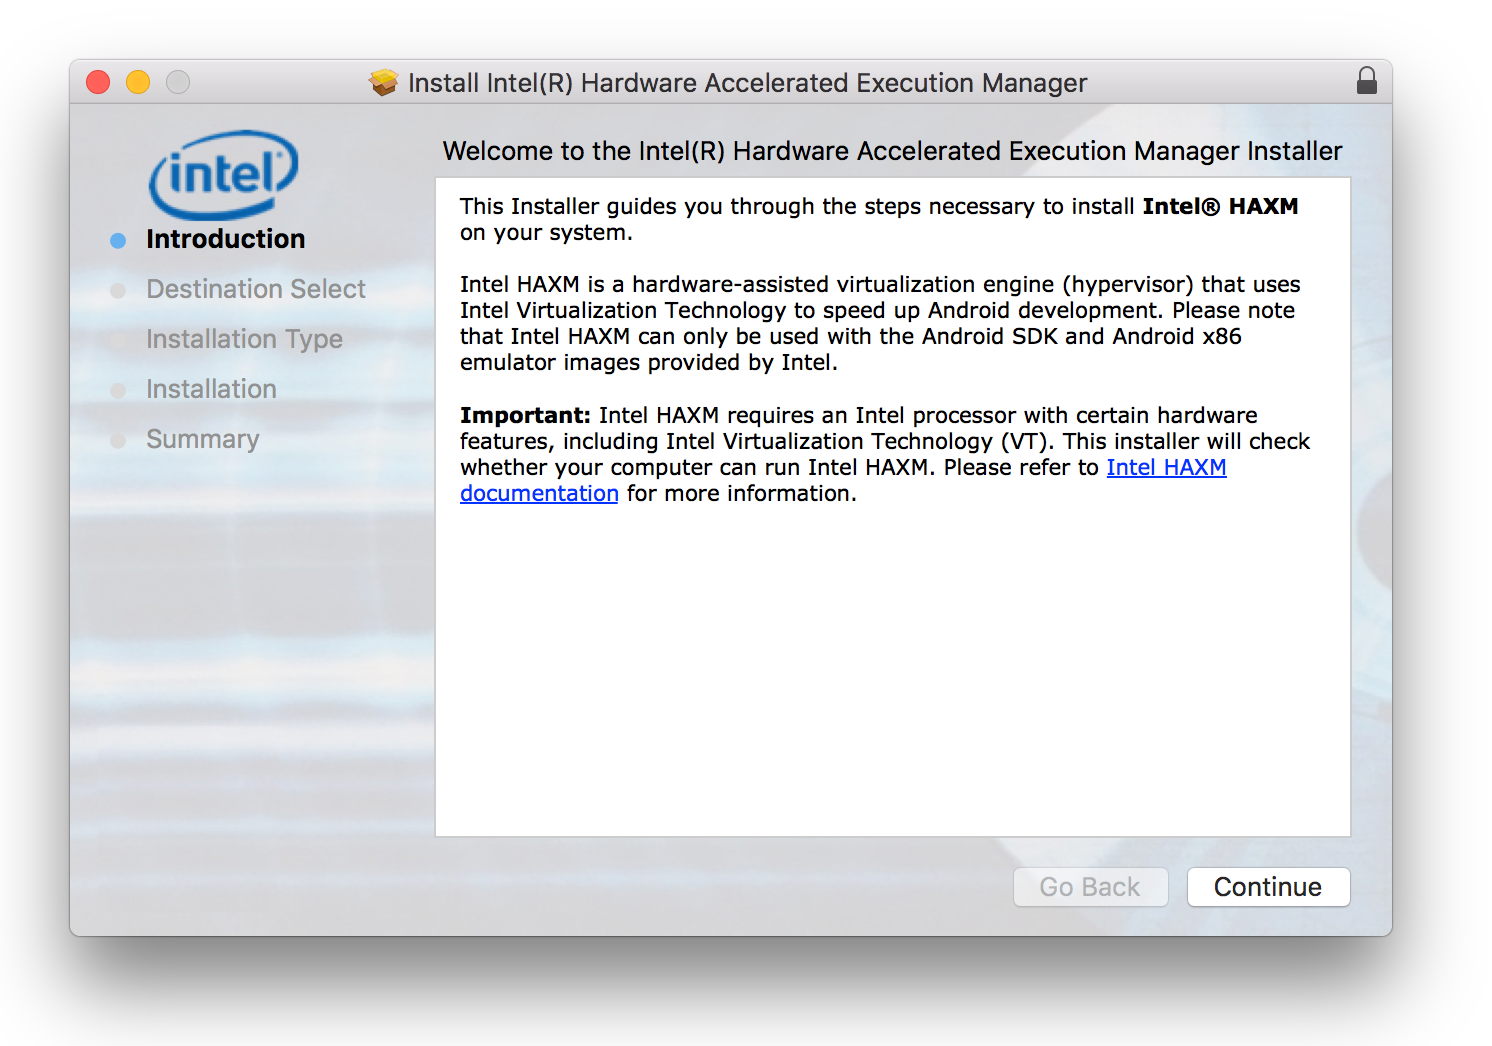 Install Intel(R) Hardware Accelerated Execution Manager
intel
Introduction
Destination Select
Installation Type
Installation
Summary
Welcome to the Intel(R) Hardware Accelerated Execution Manager Installer
This Installer guides you through the steps necessary to install Intel® HAXM
on your system.
Intel HAXM is a hardware-assisted virtualization engine (hypervisor) that uses
Intel Virtualization Technology to speed up Android development. Please note
that Intel HAXM can only be used with the Android SDK and Android x86
emulator images provided by Intel.
Important: Intel HAXM requires an Intel processor with certain hardware
features, including Intel Virtualization Technology (VT). This installer will check
whether your computer can run Intel HAXM. Please refer to Intel HAXM
documentation for more information.
Go Back
Continue